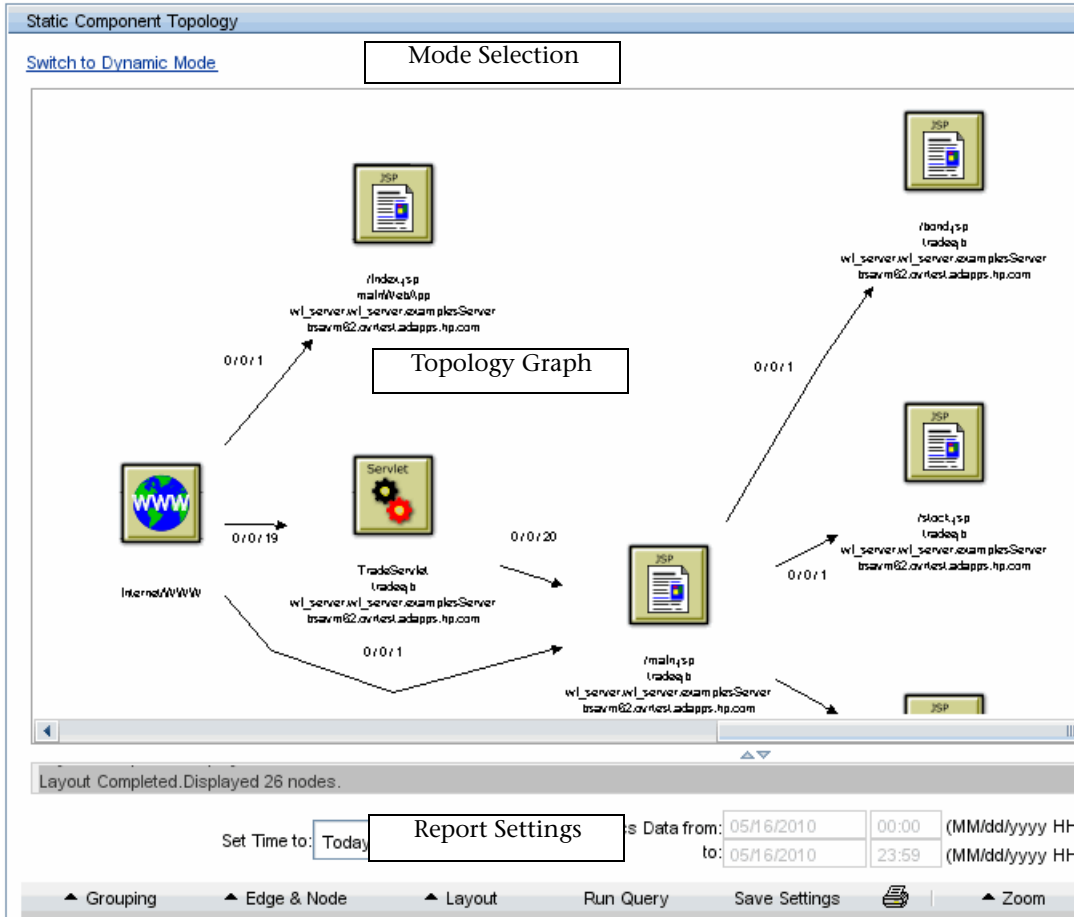 Static Component Topology
Switch to Dynamic Mode
Mode Selection
JSP
/bond.jsp
tradeejb
wl_server.wl_server.examplesServer
bsavm62.ovrtest.adapps.hp.com
JSP
/index.jsp
mainWebApp
wl_server.wl_server.examplesServer
bsavm62.ovrtest.adapps.hp.com
0/0/1
Topology Graph
0/0/1
JSP
/stock.jsp
tradeejb
wl_server.wl_server.examplesServer
bsavm62.ovrtest.adapps.hp.com
WWW
Internet/WWW
0/0/19
Servlet
TradeServlet
tradeejb
wl_server.wl_server.examplesServer
bsavm62.ovrtest.adapps.hp.com
0/0/20
0/0/1
JSP
/main.jsp
tradeejb
wl_server.wl_server.examplesServer
bsavm62.ovrtest.adapps.hp.com
0/0/1
JSP
Layout Completed.Displayed 26 nodes.
Set Time to: Today
Report Settings
cs Data from: 05/16/2010 00:00 (MM/dd/yyyy HH
to: 05/16/2010 23:59 (MM/dd/yyyy HH
Grouping Edge & Node Layout Run Query Save Settings Zoom